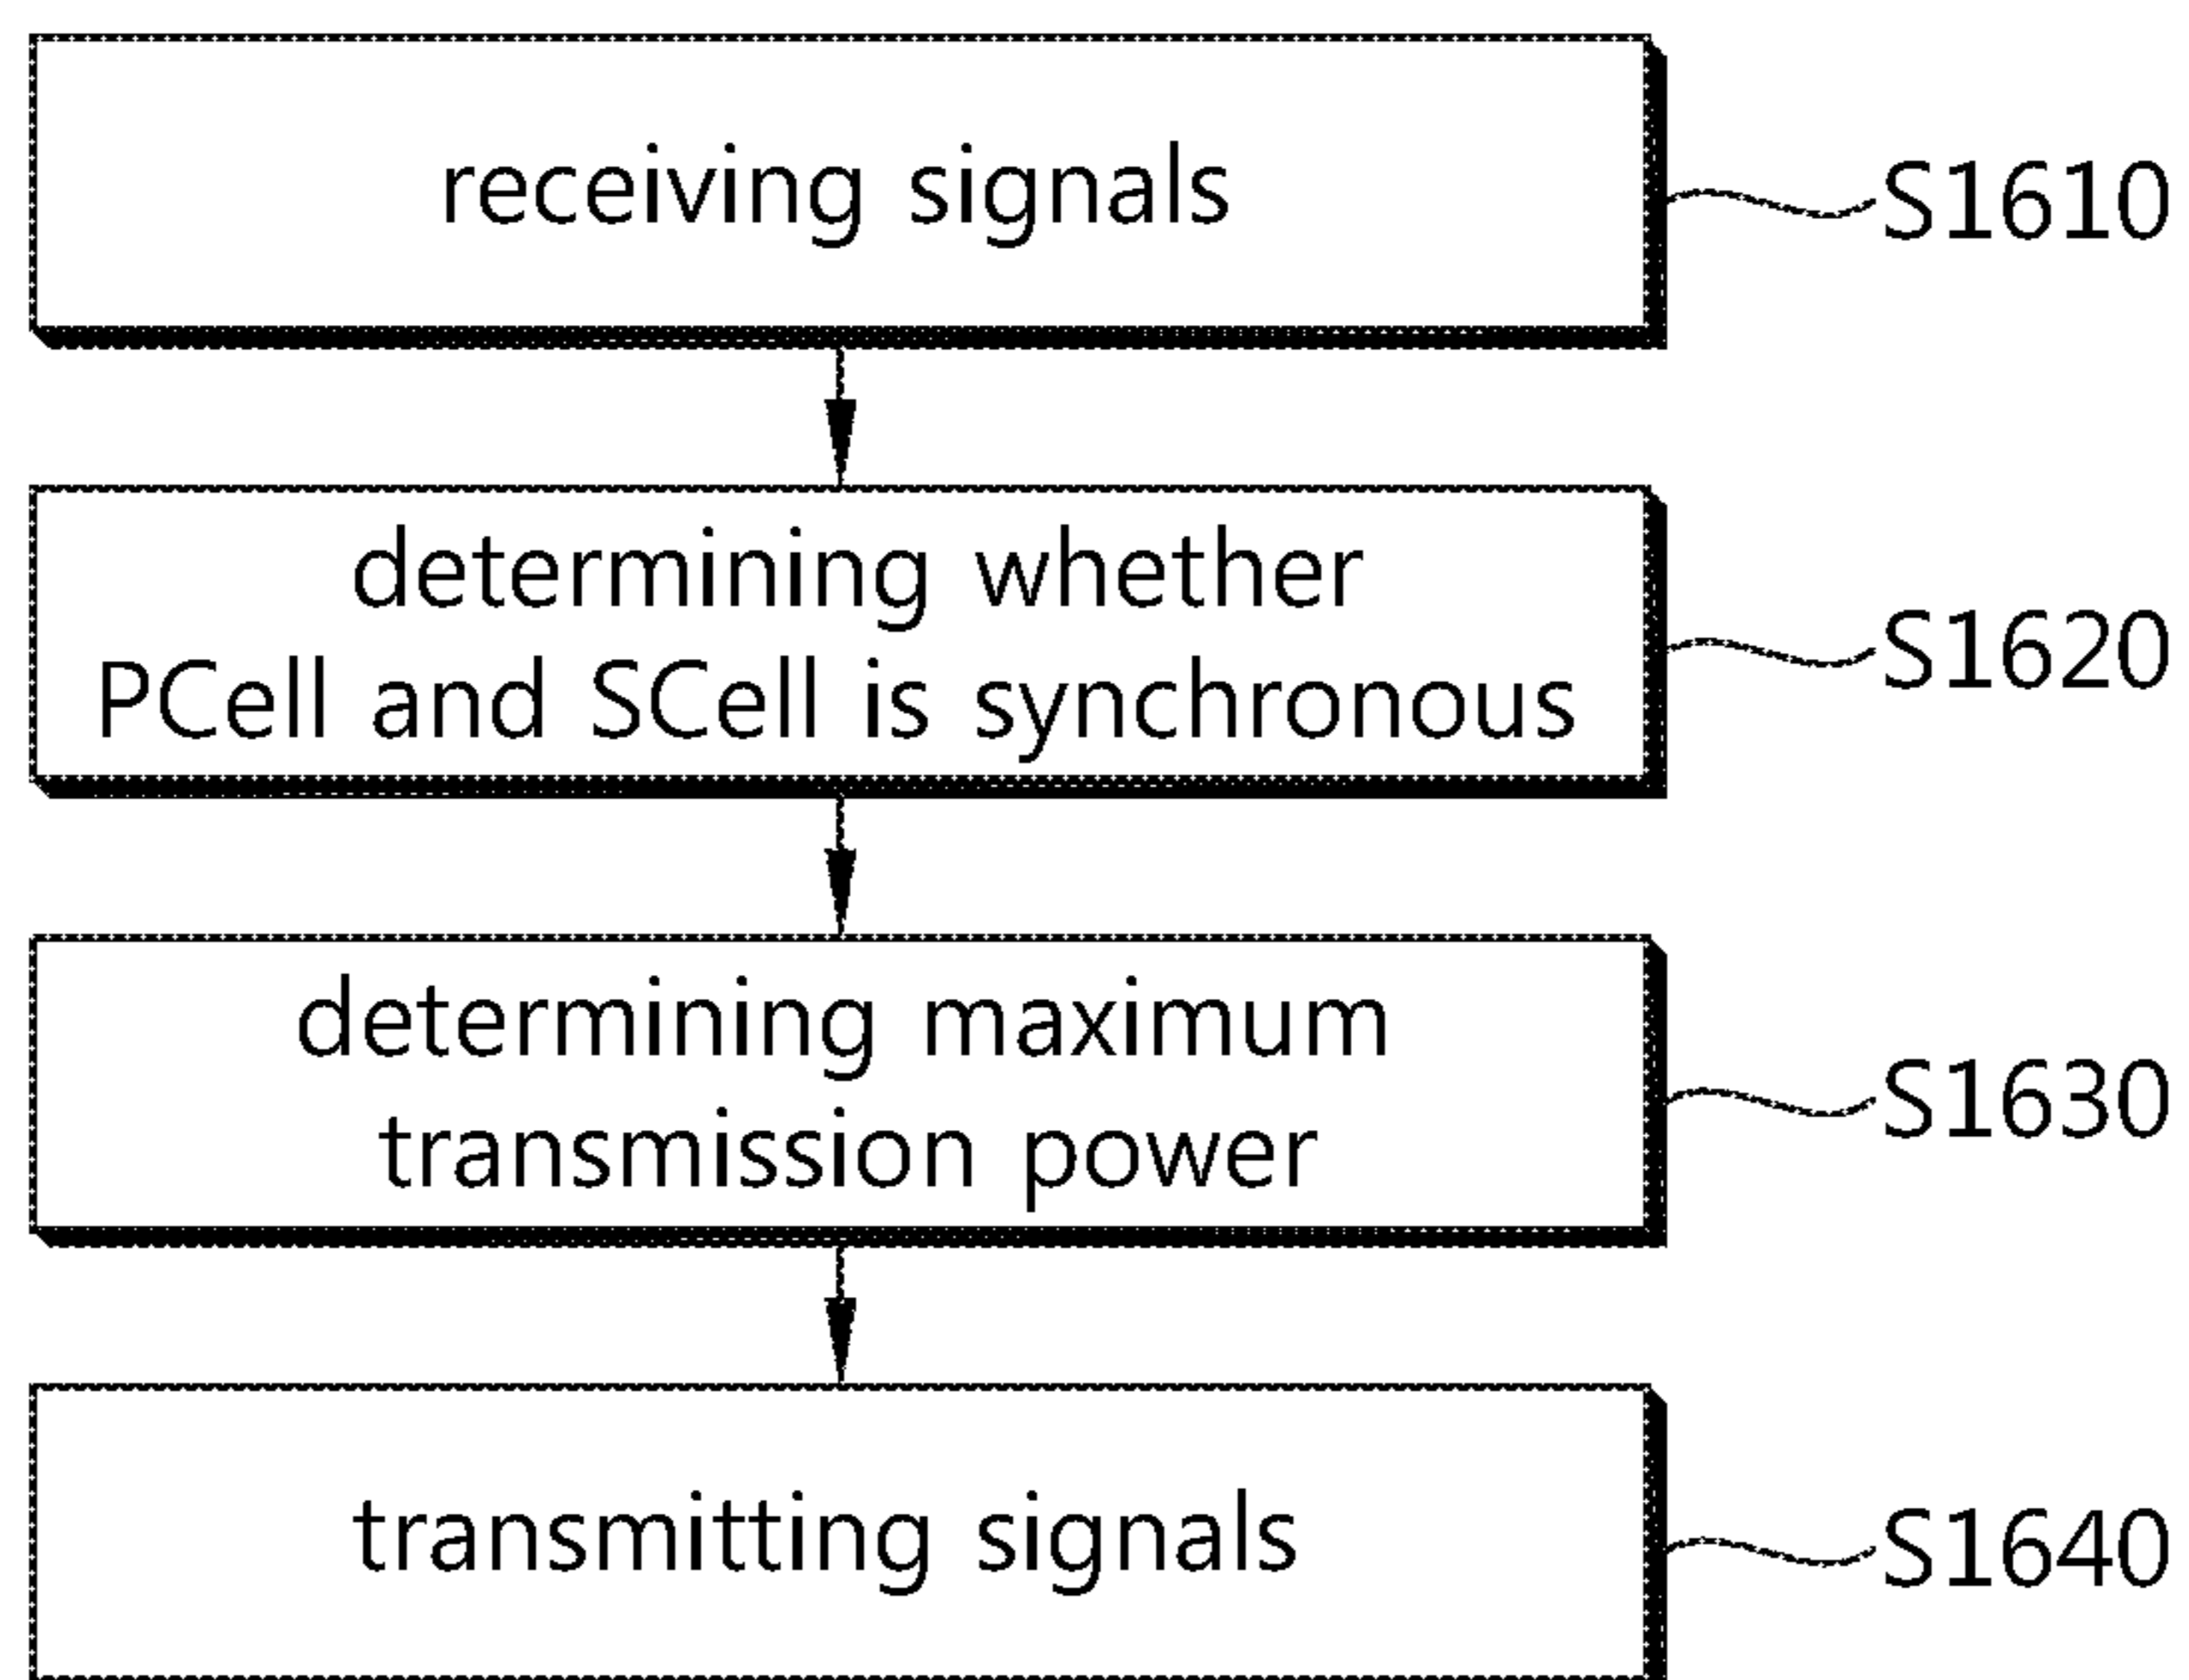 receiving signals
S1610
determining whether
PCell and SCell is synchronous
S1620
determining maximum
transmission power
S1630
transmitting signals
S1640